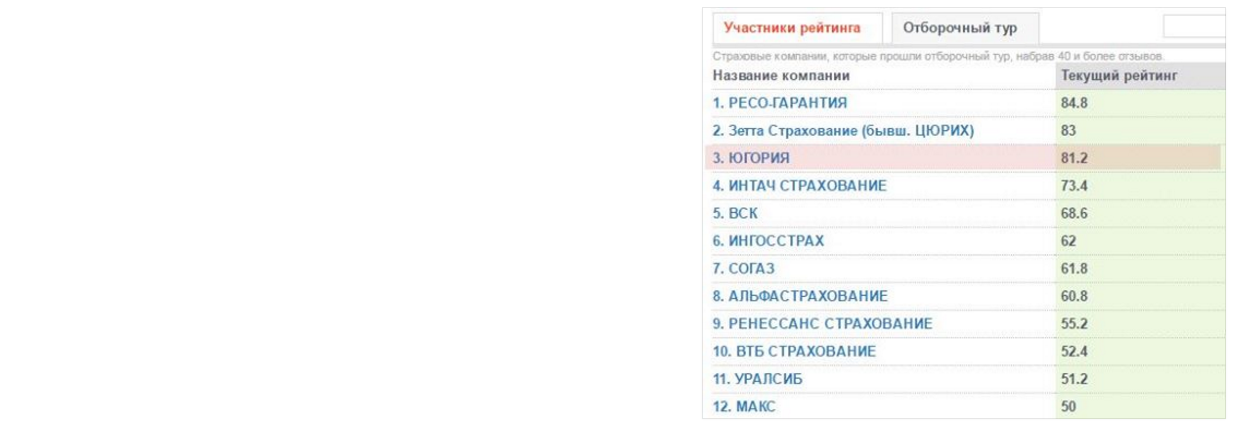 Участники рейтинга Отборочный тур
Страховые компании, которые прошли отборочный тур, набрав 40 и более отзывов.
Название компании Текущий рейтинг
1. РЕСО-ГАРАНТИЯ 84.8
2. Зетта Страхование (бывш. ЦЮРИХ) 83
3. ЮГОРИЯ 81.2
4. ИНТАЧ СТРАХОВАНИЕ 73.4
5. ВСК 68.6
6. ИНГОССТРАХ 62
7. СОГАЗ 61.8
8. АЛЬФАСТРАХОВАНИЕ 60.8
9. РЕНЕССАНС СТРАХОВАНИЕ 55.2
10. ВТБ СТРАХОВАНИЕ 52.4
11. УРАЛСИБ 51.2
12. МАКС 50